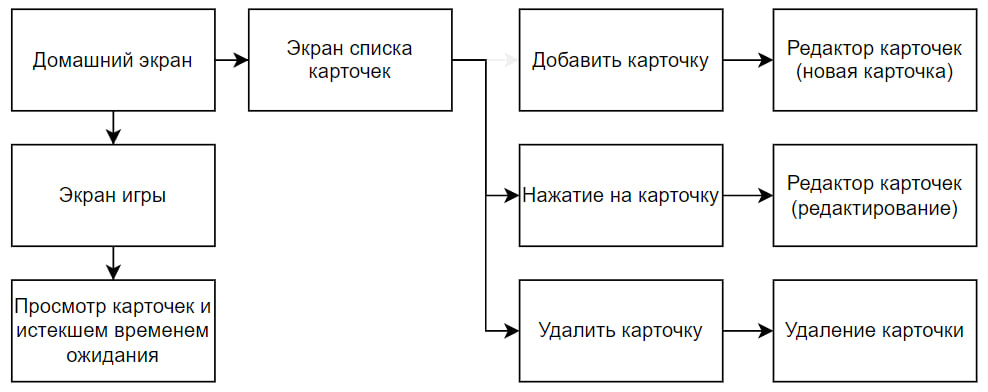 Домашний экран
Экран списка
карточек
Добавить карточку
Редактор карточек
(новая карточка)
Экран игры
Нажатие на карточку
Редактор карточек
(редактирование)
Просмотр карточек и
истекшем временем
ожидания
Удалить карточку
Удаление карточки